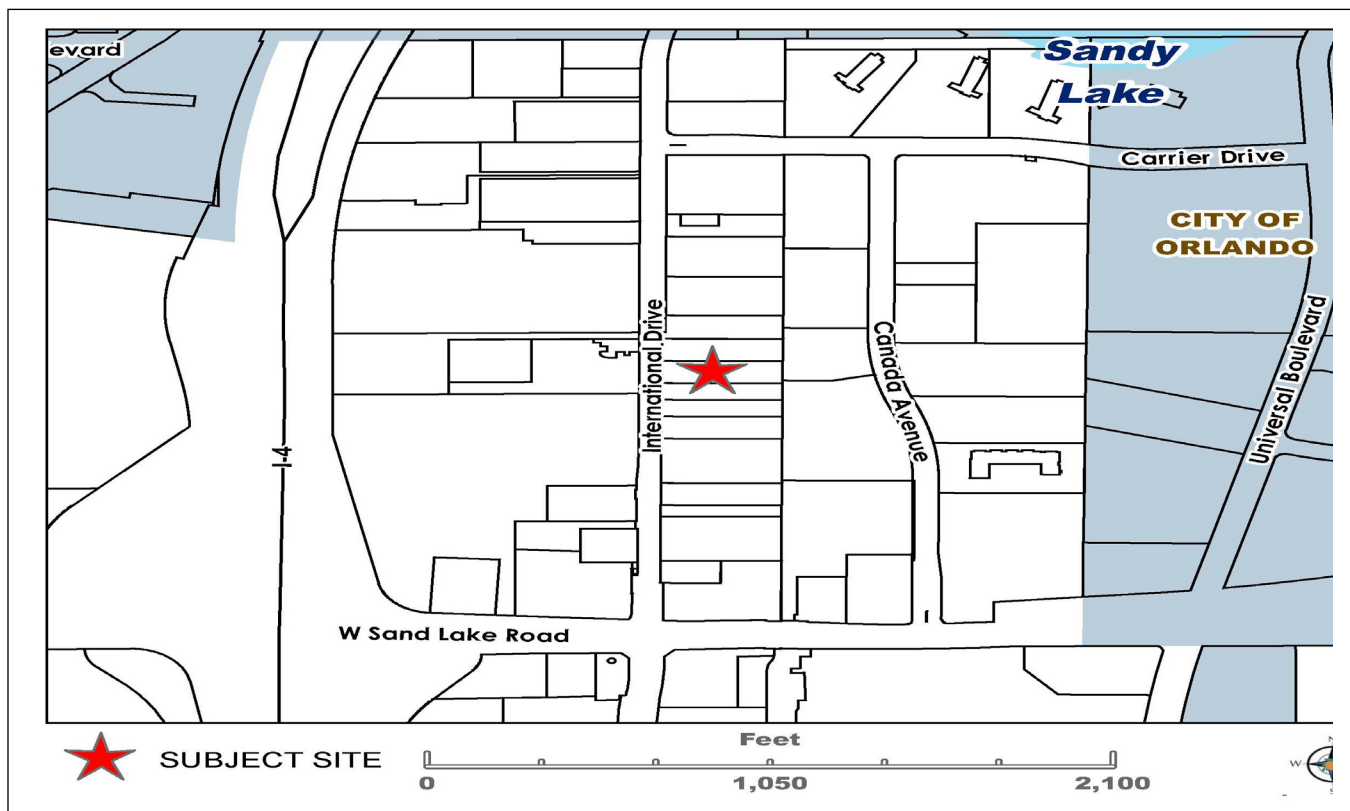 evard
Sandy
Lake
Carrier Drive
CITY OF
ORLANDO
International Drive
Canada Avenue
Universal Boulevard
I-4
W Sand Lake Road
SUBJECT SITE
Feet
0
1,050
2,100
W